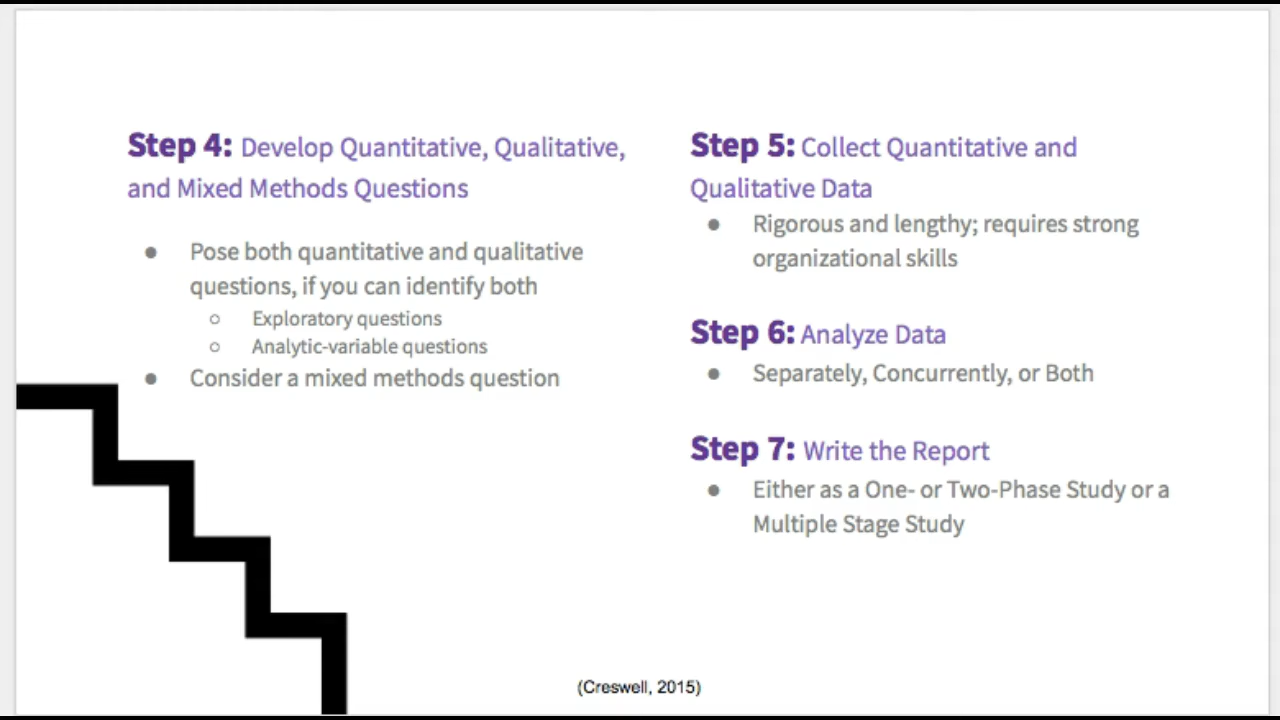 Step 4: Develop Quantitative, Qualitative,
and Mixed Methods Questions
● Pose both quantitative and qualitative
questions, if you can identify both
○ Exploratory questions
○ Analytic-variable questions
● Consider a mixed methods question
Step 5: Collect Quantitative and
Qualitative Data
● Rigorous and lengthy; requires strong
organizational skills
Step 6: Analyze Data
● Separately, Concurrently, or Both
Step 7: Write the Report
● Either as a One- or Two-Phase Study or a
Multiple Stage Study
(Creswell, 2015)